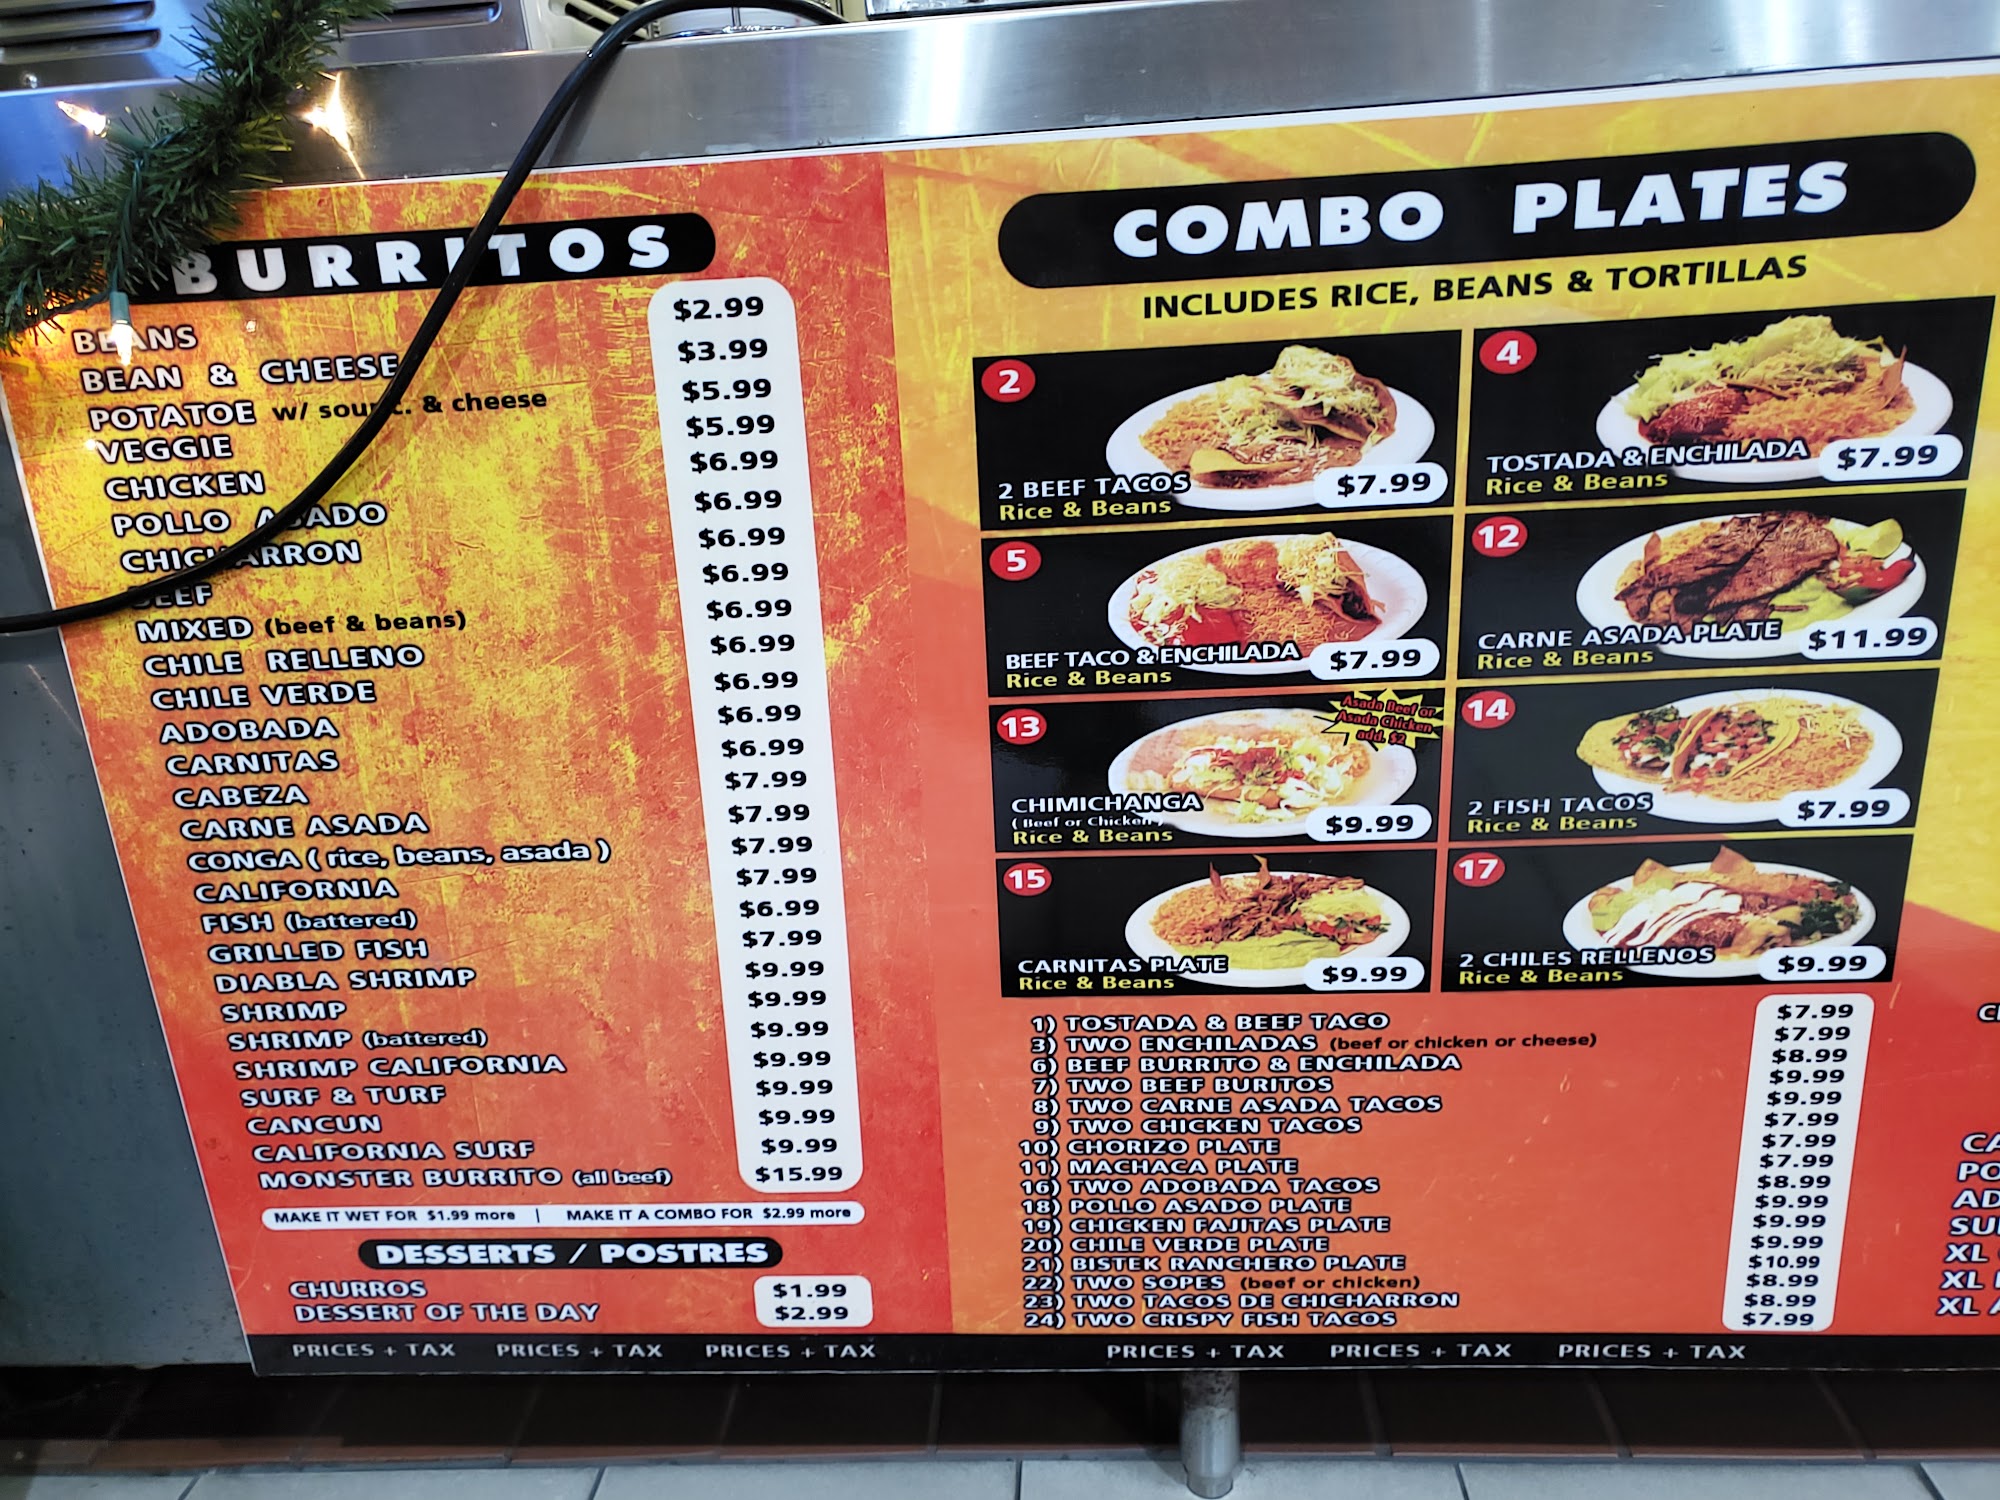 BURRITOS
BEANS $2.99
BEAN & CHEESE $3.99
POTATOE w/ sour c. & cheese $5.99
VEGGIE $5.99
CHICKEN $6.99
POLLO ASADO $6.99
CHICHARRON $6.99
BEEF $6.99
MIXED (beef & beans) $6.99
CHILE RELLENO $6.99
CHILE VERDE $6.99
ADOBADA $6.99
CARNITAS $6.99
CABEZA $7.99
CARNE ASADA $7.99
CONGA (rice, beans, asada) $7.99
CALIFORNIA $7.99
FISH (battered) $6.99
GRILLED FISH $7.99
DIABLA SHRIMP $9.99
SHRIMP $9.99
SHRIMP (battered) $9.99
SHRIMP CALIFORNIA $9.99
SURF & TURF $9.99
CANCUN $9.99
CALIFORNIA SURF $9.99
MONSTER BURRITO (all beef) $15.99
MAKE IT WET FOR $1.99 more | MAKE IT A COMBO FOR $2.99 more
DESSERTS / POSTRES
CHURROS $1.99
DESSERT OF THE DAY $2.99
PRICES + TAX PRICES + TAX PRICES + TAX
COMBO PLATES
INCLUDES RICE, BEANS & TORTILLAS
2
2 BEEF TACOS $7.99
Rice & Beans
4
TOSTADA & ENCHILADA $7.99
Rice & Beans
5
BEEF TACO & ENCHILADA $7.99
Rice & Beans
12
CARNE ASADA PLATE $11.99
Rice & Beans
13
Asada Beef or
Asada Chicken
add. $2
CHIMICHANGA
(Beef or Chicken) $9.99
Rice & Beans
14
2 FISH TACOS $7.99
Rice & Beans
15
CARNITAS PLATE $9.99
Rice & Beans
17
2 CHILES RELLENOS $9.99
Rice & Beans
1) TOSTADA & BEEF TACO $7.99
3) TWO ENCHILADAS (beef or chicken or cheese) $7.99
6) BEEF BURRITO & ENCHILADA $8.99
7) TWO BEEF BURITOS $9.99
8) TWO CARNE ASADA TACOS $9.99
9) TWO CHICKEN TACOS $7.99
10) CHORIZO PLATE $7.99
11) MACHACA PLATE $7.99
16) TWO ADOBADA TACOS $8.99
18) POLLO ASADO PLATE $9.99
19) CHICKEN FAJITAS PLATE $9.99
20) CHILE VERDE PLATE $9.99
21) BISTEK RANCHERO PLATE $10.99
22) TWO SOPES (beef or chicken) $8.99
23) TWO TACOS DE CHICHARRON $8.99
24) TWO CRISPY FISH TACOS $7.99
PRICES + TAX PRICES + TAX PRICES + TAX
CA
PO
AD
XL
XL
XL